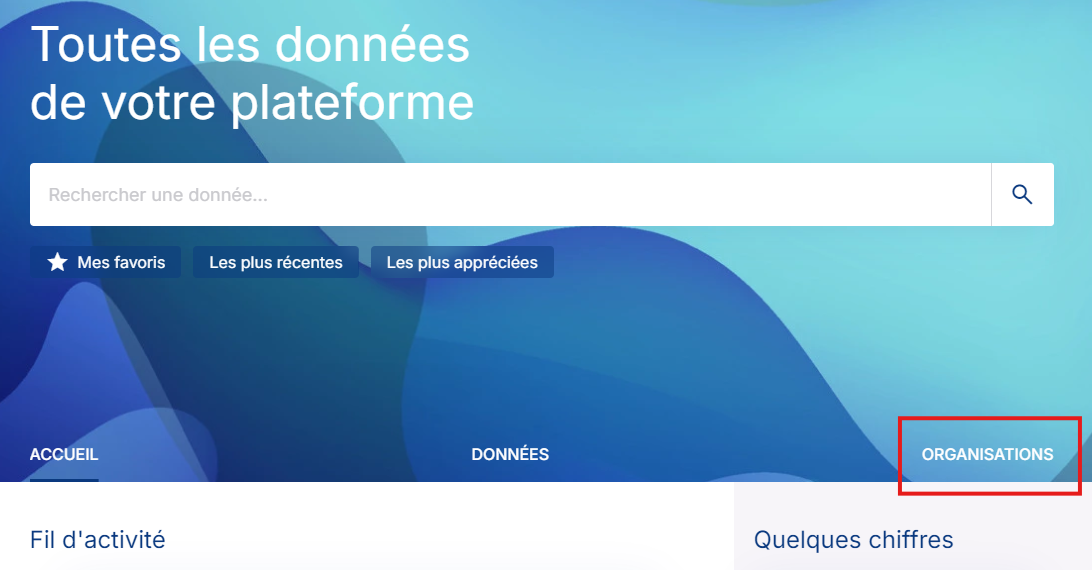 Toutes les données
de votre plateforme
Rechercher une donnée...
Mes favoris
Les plus récentes
Les plus appréciées
ACCUEIL
DONNÉES
ORGANISATIONS
Fil d'activité
Quelques chiffres